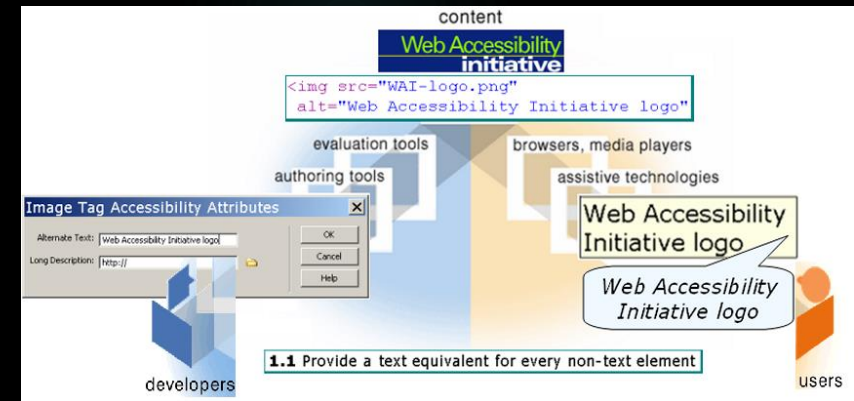 content
Web Accessibility
initiative
<img src="WAI-logo.png"
alt="Web Accessibility Initiative logo"
evaluation tools
browsers, media players
authoring tools
assistive technologies
Image Tag Accessibility Attributes
Alternate Text: Web Accessibility Initiative logo
OK
Long Description: http://
Cancel
Help
Web Accessibility
Initiative logo
Web Accessibility
Initiative logo
1.1 Provide a text equivalent for every non-text element
developers
users